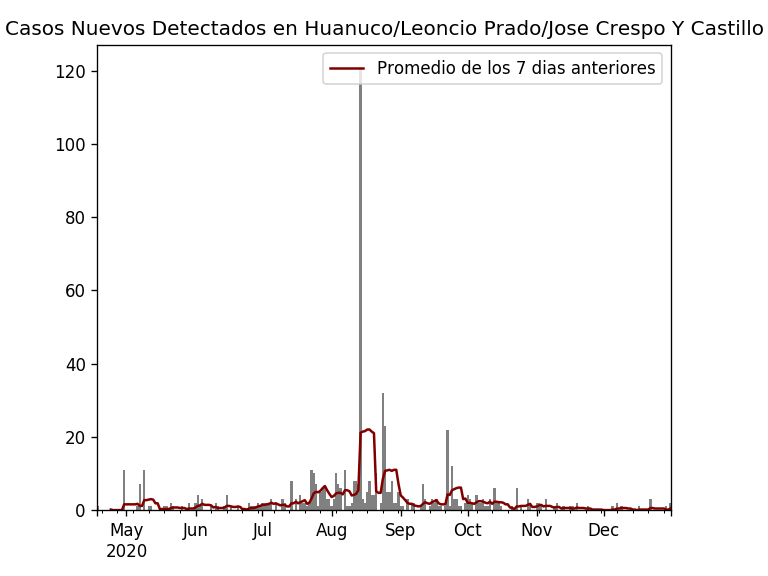 Casos Nuevos Detectados en Huanuco/Leoncio Prado/Jose Crespo Y Castillo
Promedio de los 7 dias anteriores
120
100
80
60
40
20
0
May Jun Jul Aug Sep Oct Nov Dec
2020